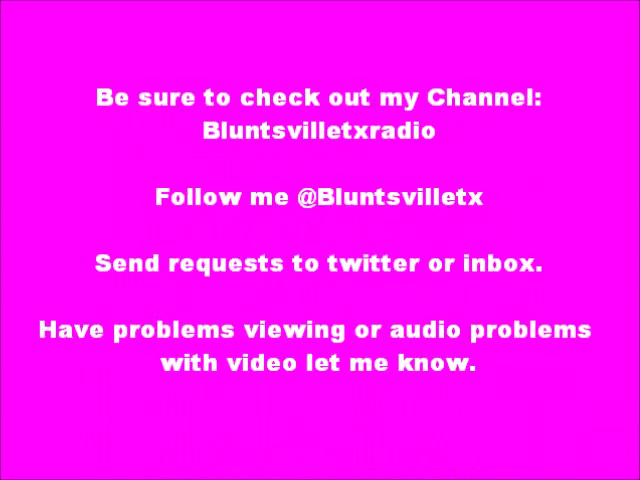 Be sure to check out my Channel:
Bluntsvilletxradio
Follow me @Bluntsvilletx
Send requests to twitter or inbox.
Have problems viewing or audio problems
with video let me know.